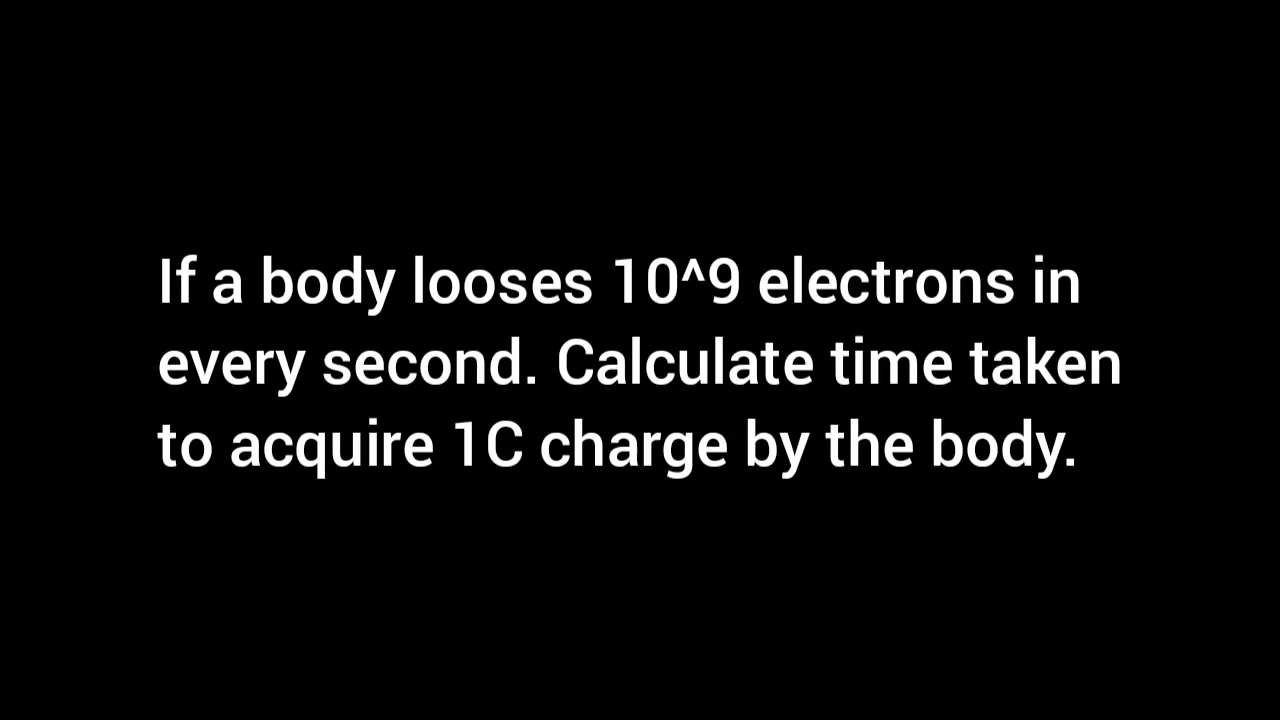 If a body looses 10^9 electrons in
every second. Calculate time taken
to acquire 1C charge by the body.